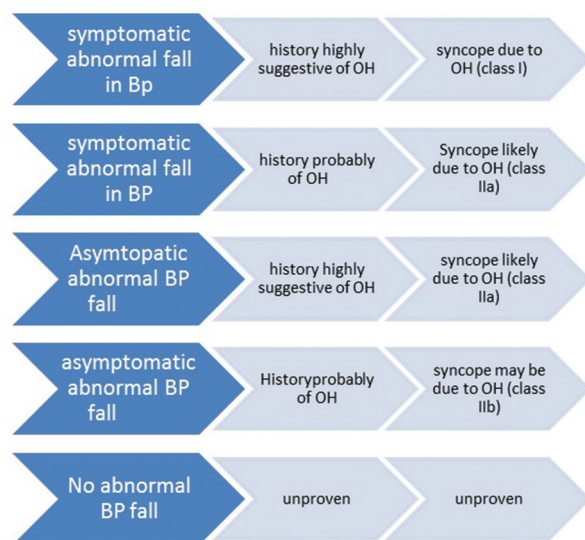 symptomatic
abnormal fall
in Bp
history highly
suggestive of OH
syncope due to
OH (class I)
symptomatic
abnormal fall
in BP
history probably
of OH
Syncope likely
due to OH (class
IIa)
Asymtopatic
abnormal BP
fall
history highly
suggestive of OH
syncope likely
due to OH (class
IIa)
asymptomatic
abnormal BP
fall
Historyprobably
of OH
syncope may be
due to OH (class
IIb)
No abnormal
BP fall
unproven
unproven